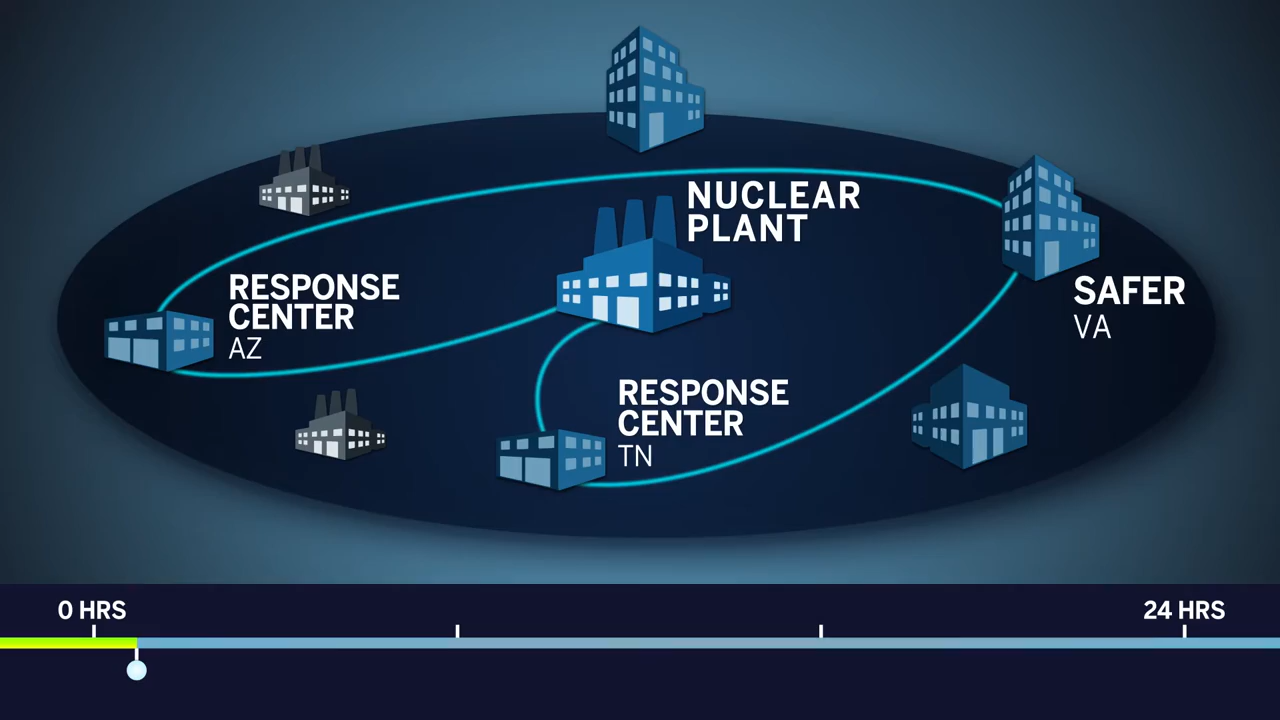 NUCLEAR
PLANT
RESPONSE
CENTER
AZ
SAFER
VA
RESPONSE
CENTER
TN
0 HRS
24 HRS